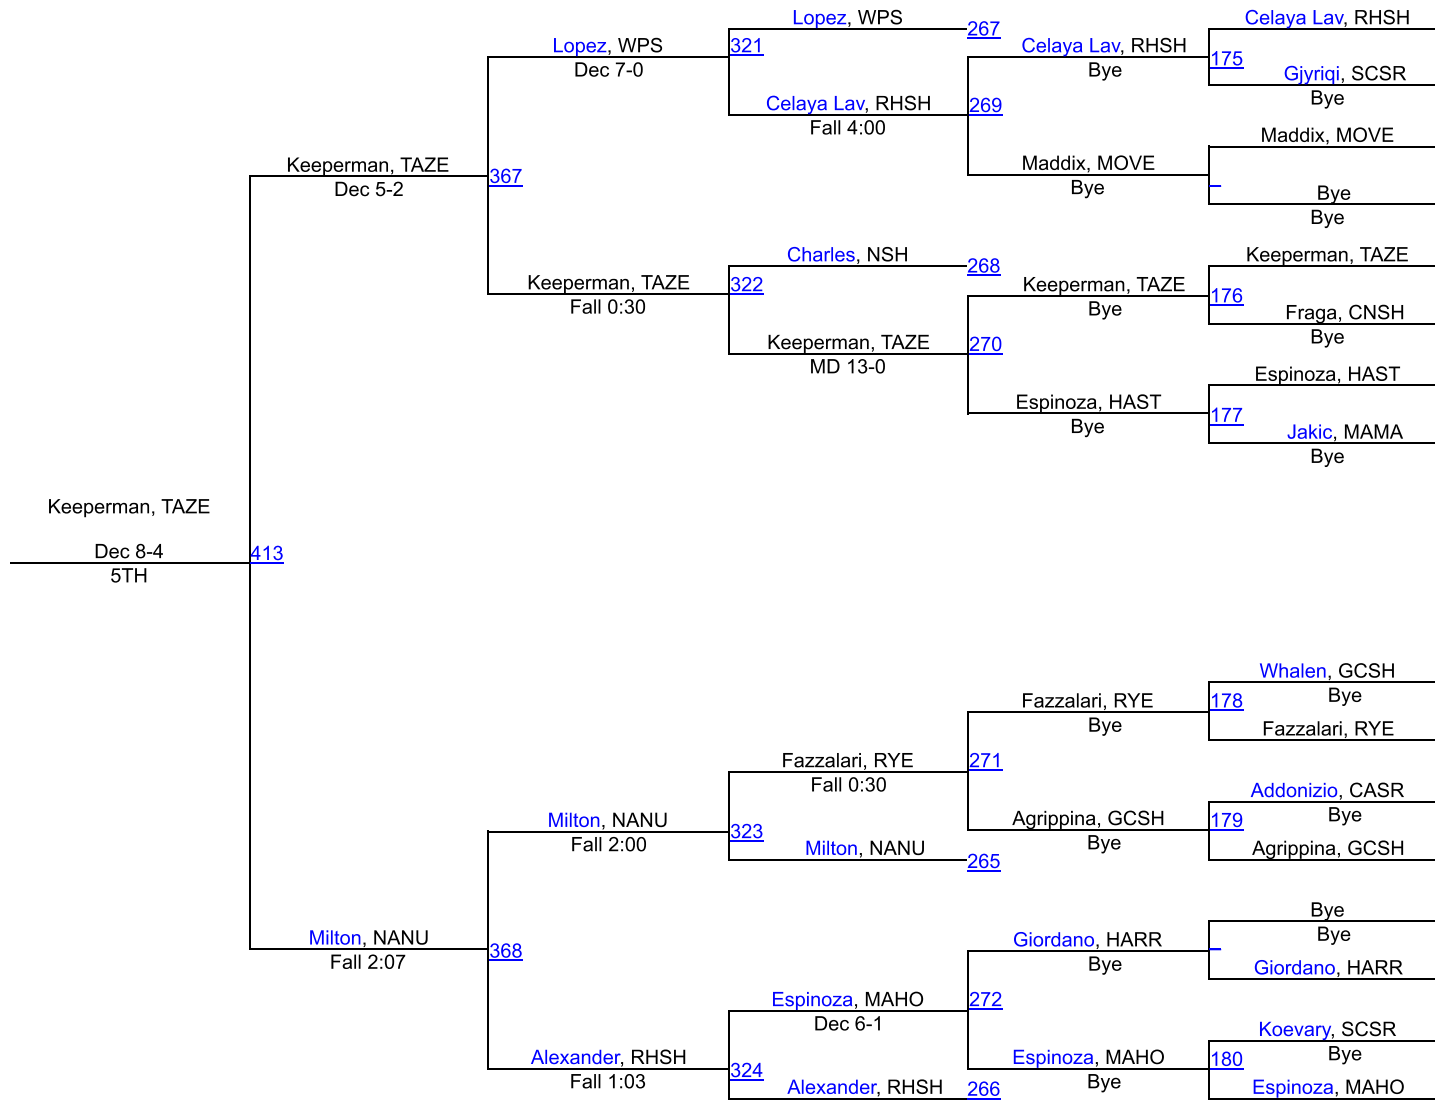 Lopez, WPS
267
Celaya Lav, RHSH
Lopez, WPS
321
Celaya Lav, RHSH
175
Dec 7-0
Bye
Gjyriqi, SCSR
Bye
Celaya Lav, RHSH
269
Fall 4:00
Maddix, MOVE
Keeperman, TAZE
Maddix, MOVE
367
Dec 5-2
Bye
Bye
Bye
Charles, NSH
268
Keeperman, TAZE
Keeperman, TAZE
322
Keeperman, TAZE
176
Fall 0:30
Bye
Fraga, CNSH
Bye
Keeperman, TAZE
270
MD 13-0
Espinoza, HAST
Espinoza, HAST
177
Bye
Jakic, MAMA
Bye
Keeperman, TAZE
Dec 8-4
413
5TH
Whalen, GCSH
Fazzalari, RYE
178
Bye
Bye
Fazzalari, RYE
Fazzalari, RYE
271
Fall 0:30
Addonizio, CASR
Milton, NANU
323
Agrippina, GCSH
179
Bye
Fall 2:00
Bye
Milton, NANU
265
Agrippina, GCSH
Bye
Milton, NANU
368
Giordano, HARR
Bye
Fall 2:07
Bye
Giordano, HARR
Espinoza, MAHO
272
Dec 6-1
Koevary, SCSR
Alexander, RHSH
324
Espinoza, MAHO
180
Bye
Fall 1:03
Bye
Alexander, RHSH
266
Espinoza, MAHO